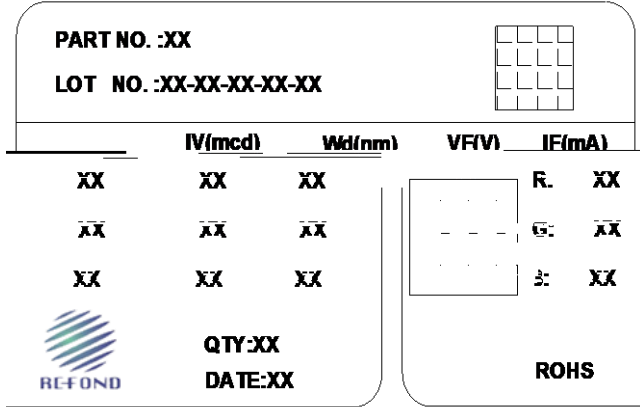 PART NO. :XX
LOT NO. :XX-XX-XX-XX-XX
IV(mcd) Wd(nm) VF(V) IF(mA)
XX XX XX R. XX
XX XX XX G: XX
XX XX XX B: XX
QTY:XX
DATE:XX
ROHS
REFOND